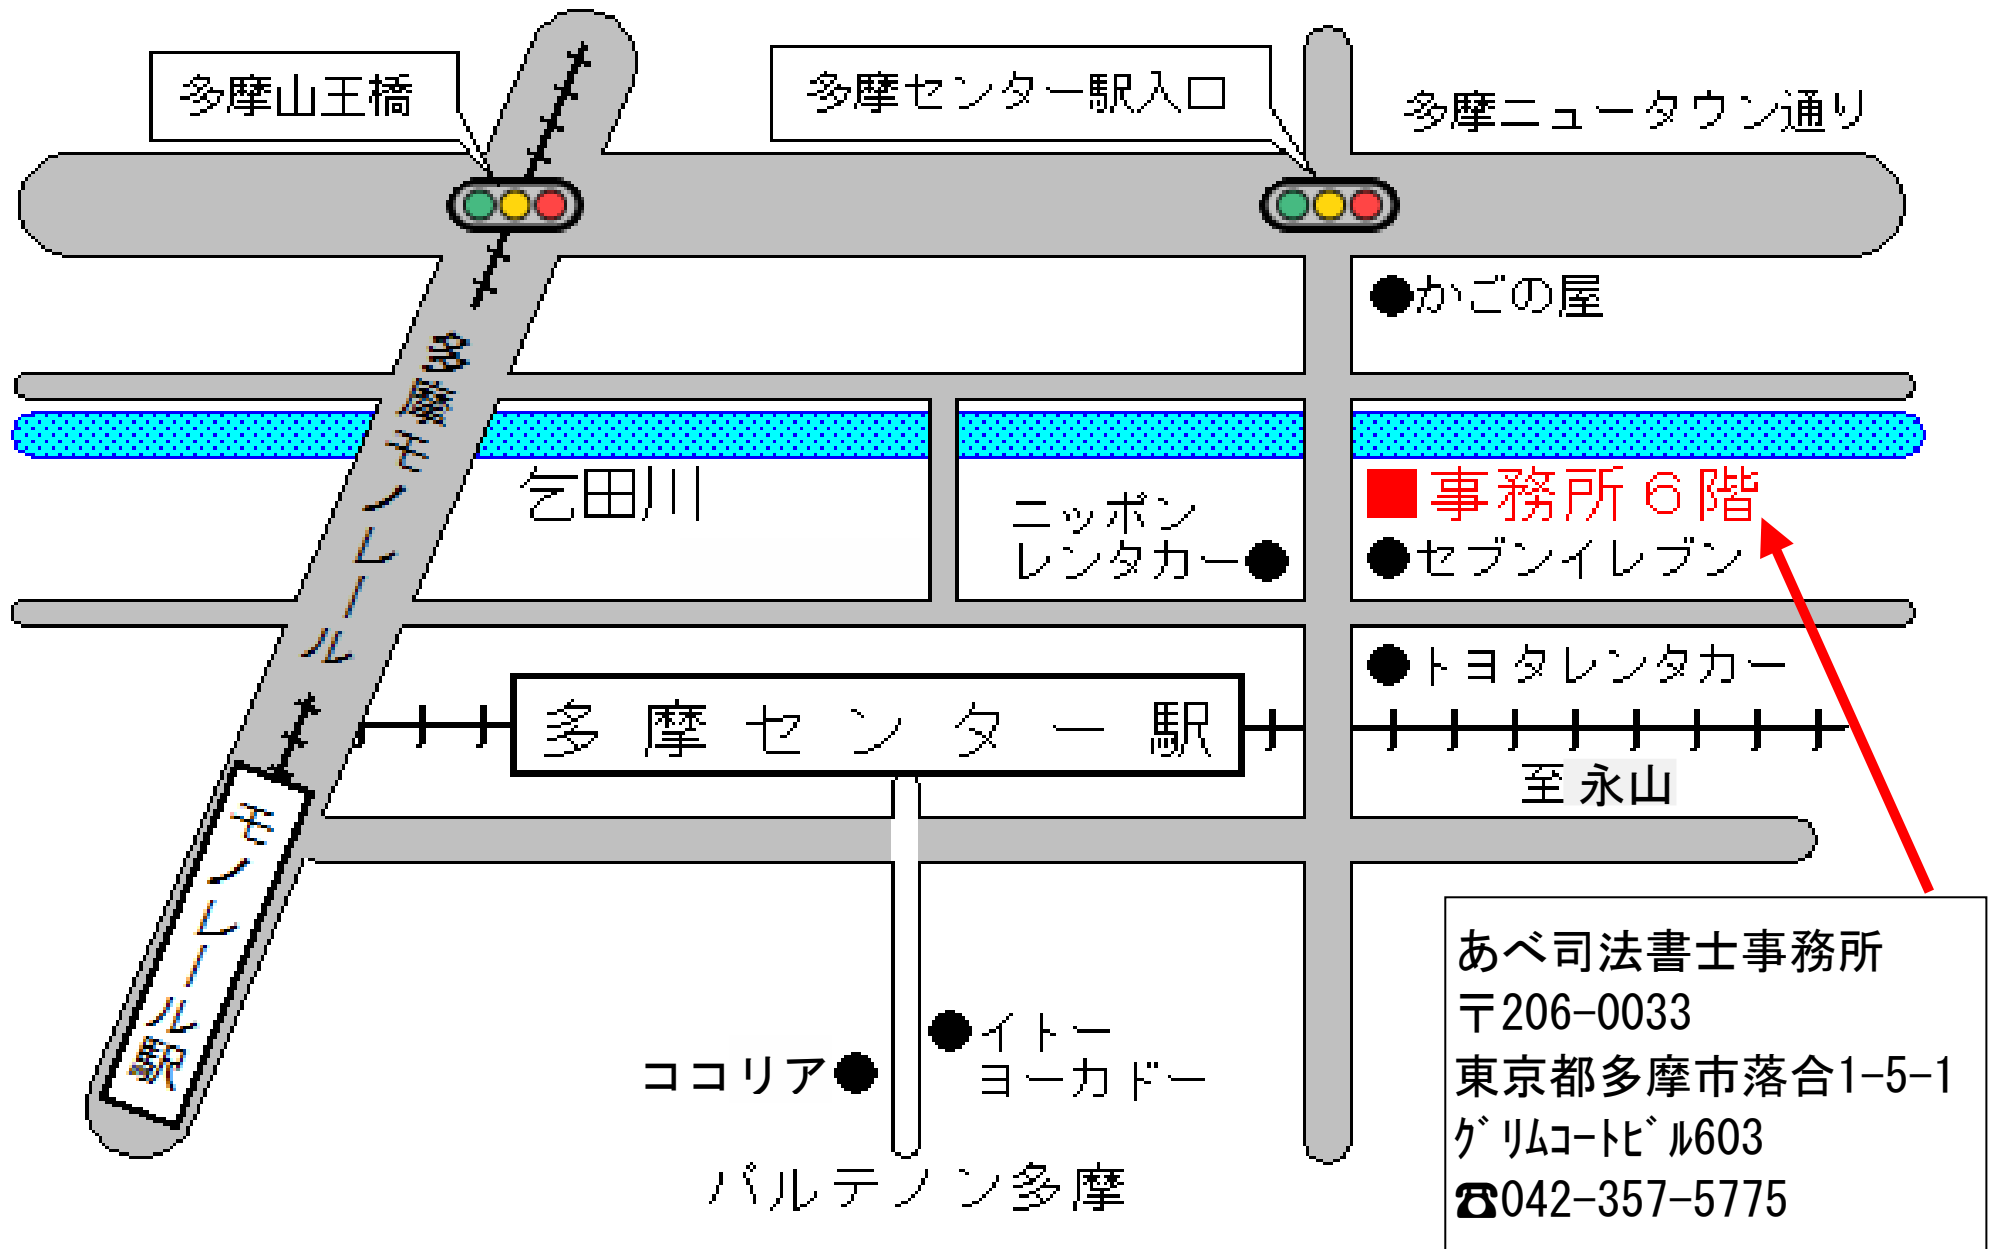 多摩山王橋
多摩センター駅入口
多摩ニュータウン通り
●かごの屋
多摩モノレール
乞田川
ニッポン
レンタカー●
■事務所６階
●セブンイレブン
●トヨタレンタカー
多摩センター駅
至 永山
モノレール駅
ココリア●
●イトー
ヨーカドー
パルテノン多摩
あべ司法書士事務所
〒206-0033
東京都多摩市落合1-5-1
ｸﾞﾘﾑｺｰﾄﾋﾞﾙ603
☎042-357-5775